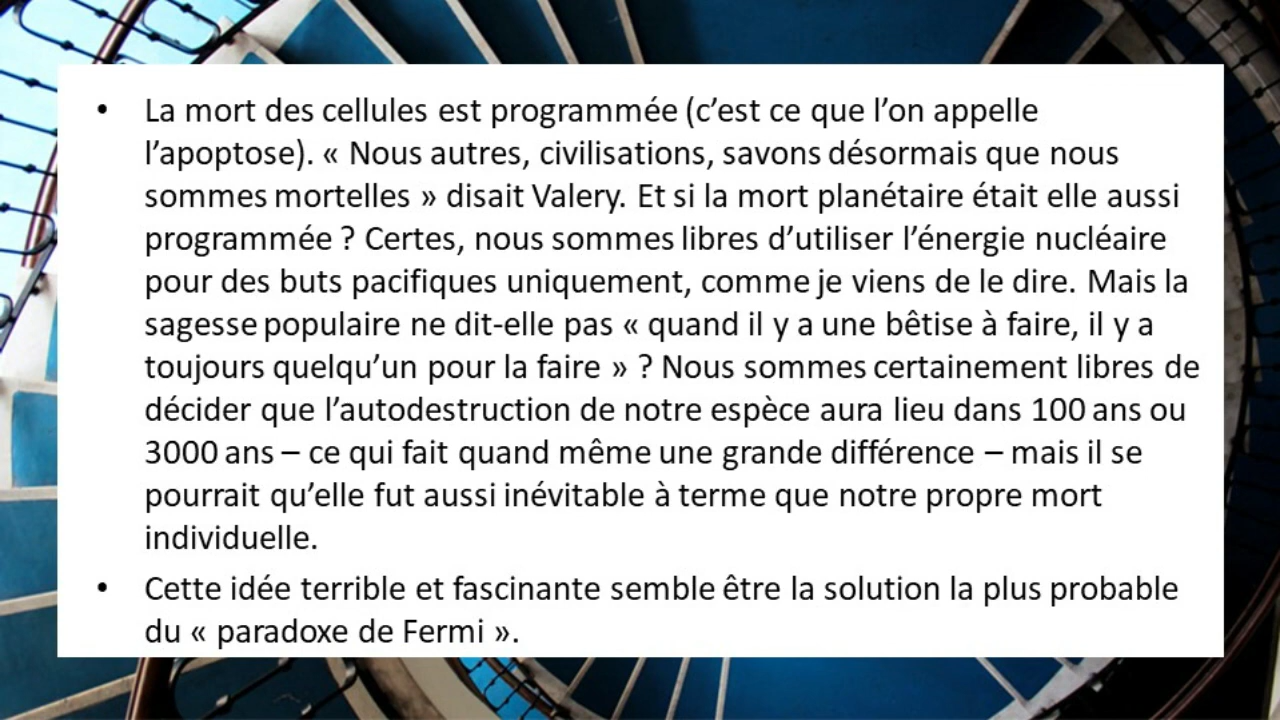 • La mort des cellules est programmée (c’est ce que l’on appelle
l’apoptose). « Nous autres, civilisations, savons désormais que nous
sommes mortelles » disait Valery. Et si la mort planétaire était elle aussi
programmée ? Certes, nous sommes libres d’utiliser l’énergie nucléaire
pour des buts pacifiques uniquement, comme je viens de le dire. Mais la
sagesse populaire ne dit-elle pas « quand il y a une bêtise à faire, il y a
toujours quelqu’un pour la faire » ? Nous sommes certainement libres de
décider que l’autodestruction de notre espèce aura lieu dans 100 ans ou
3000 ans – ce qui fait quand même une grande différence – mais il se
pourrait qu’elle fut aussi inévitable à terme que notre propre mort
individuelle.
• Cette idée terrible et fascinante semble être la solution la plus probable
du « paradoxe de Fermi ».